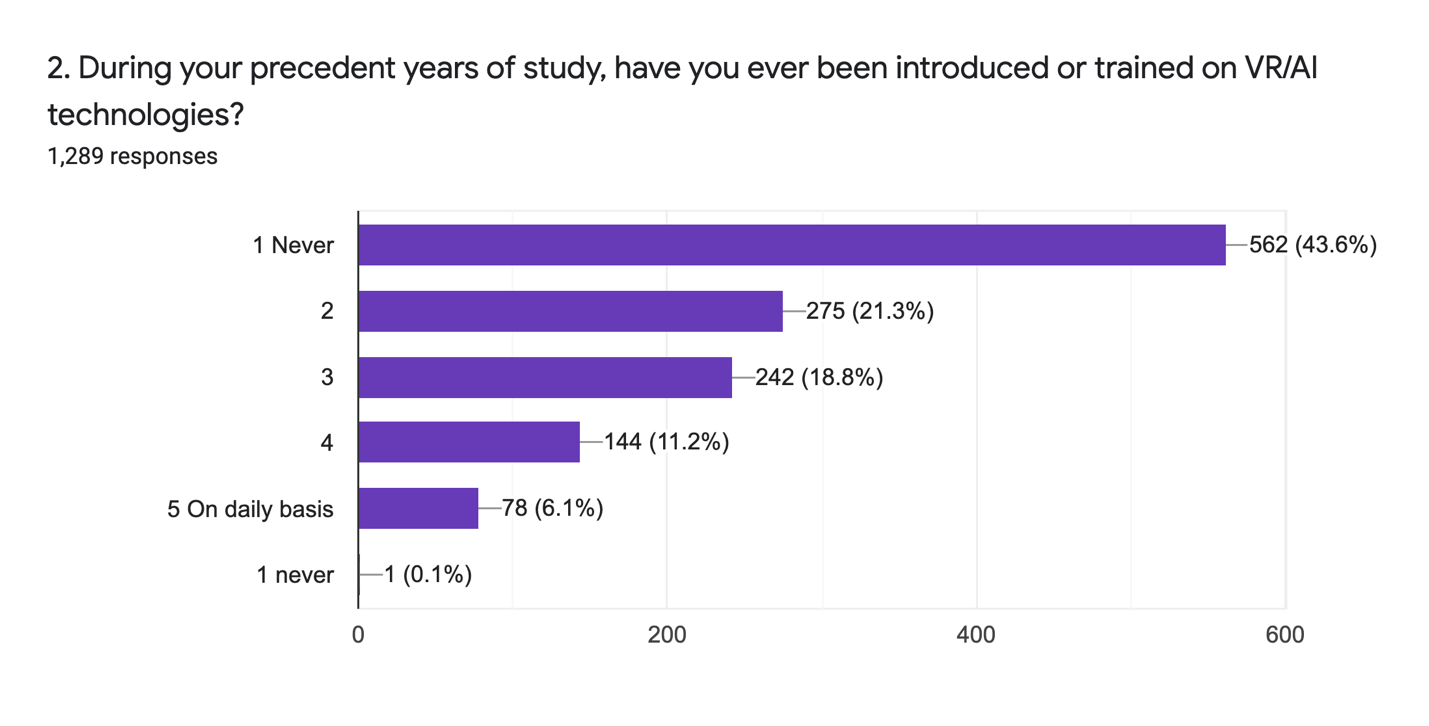 2. During your precedent years of study, have you ever been introduced or trained on VR/AI
technologies?
1,289 responses
1 Never 562 (43.6%)
2 275 (21.3%)
3 242 (18.8%)
4 144 (11.2%)
5 On daily basis 78 (6.1%)
1 never 1 (0.1%)
0 200 400 600